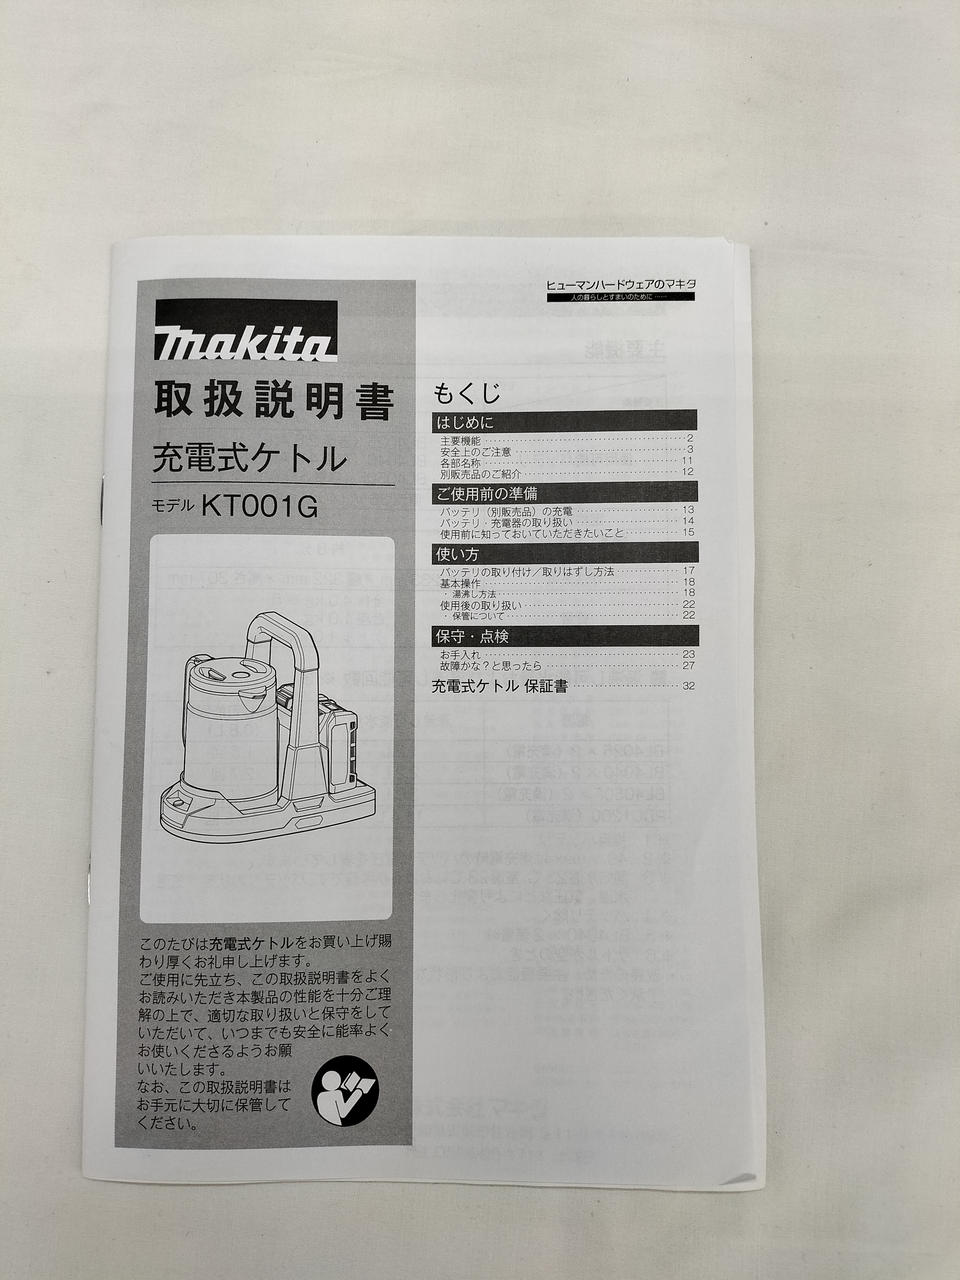 makita
取扱説明書
充電式ケトル
モデル KT001G
このたびは充電式ケトルをお買い上げ賜
わり厚くお礼申し上げます。
ご使用に先立ち、この取扱説明書をよく
お読みいただき本製品の性能を十分ご理
解の上で、適切な取り扱いと保守をして
いただいて、いつまでも安全に能率よく
お使いくださるようお願
いいたします。
なお、この取扱説明書は
お手元に大切に保管して
ください。
ヒューマンハードウェアのマキタ
人の暮らしとすまいのために……
もくじ
はじめに
主要機能 2
安全上のご注意 3
各部名称 11
別販売品のご紹介 12
ご使用前の準備
バッテリ（別販売品）の充電 13
バッテリ・充電器の取り扱い 14
使用前に知っておいていただきたいこと 15
使い方
バッテリの取り付け／取りはずし方法 17
基本操作 18
・湯沸し方法 18
使用後の取り扱い 22
・保管について 22
保守・点検
お手入れ 23
故障かな？と思ったら 27
充電式ケトル 保証書 32